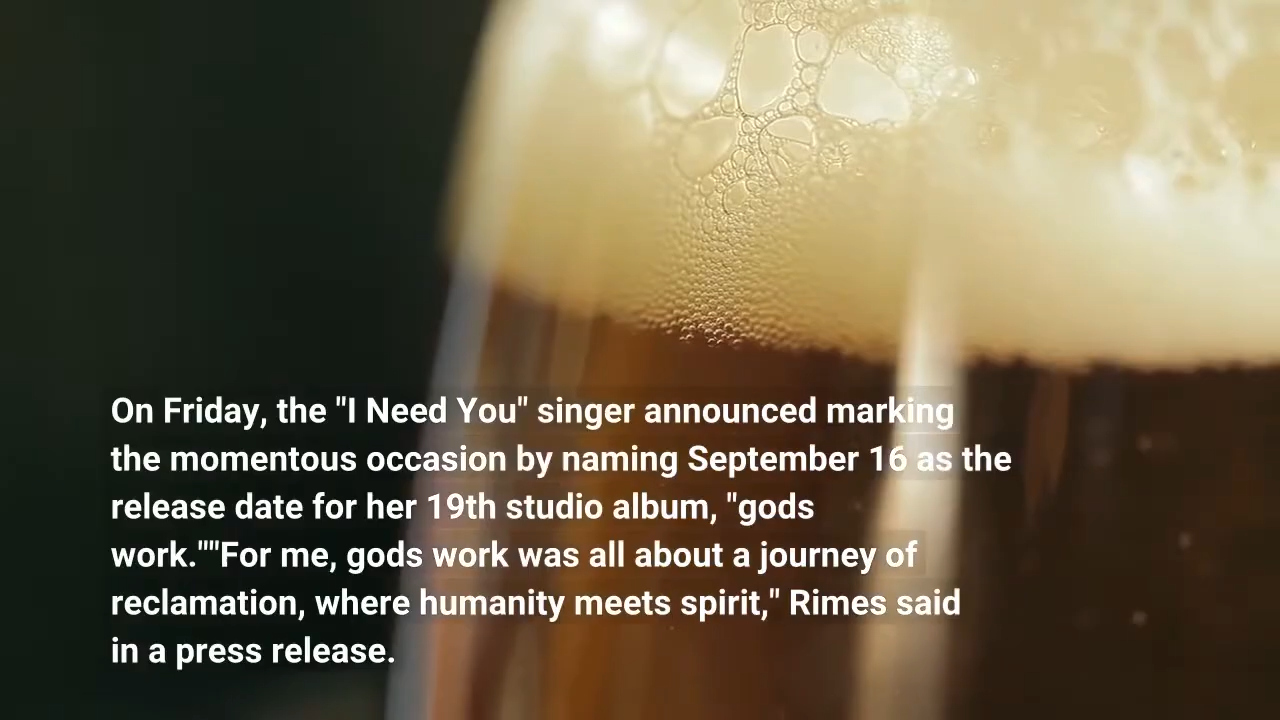 On Friday, the "I Need You" singer announced marking
the momentous occasion by naming September 16 as the
release date for her 19th studio album, "gods
work.""For me, gods work was all about a journey of
reclamation, where humanity meets spirit," Rimes said
in a press release.